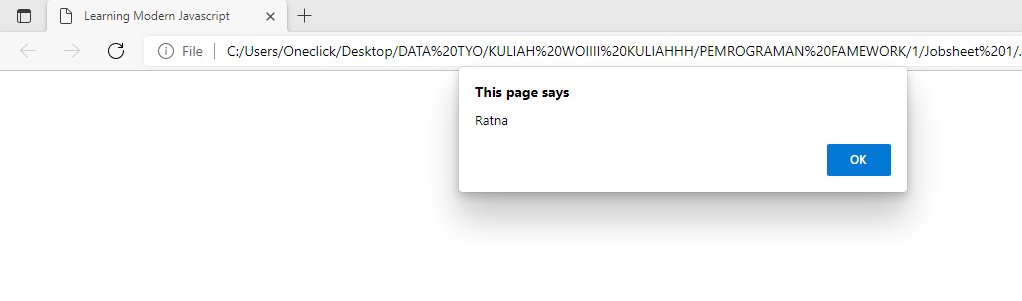 Learning Modern Javascript
File C:/Users/Oneclick/Desktop/DATA%20TYO/KULIAH%20WOIIII%20KULIAHHH/PEMROGRAMAN%20FAMEWORK/1/Jobsheet%201/.
This page says
Ratna
OK